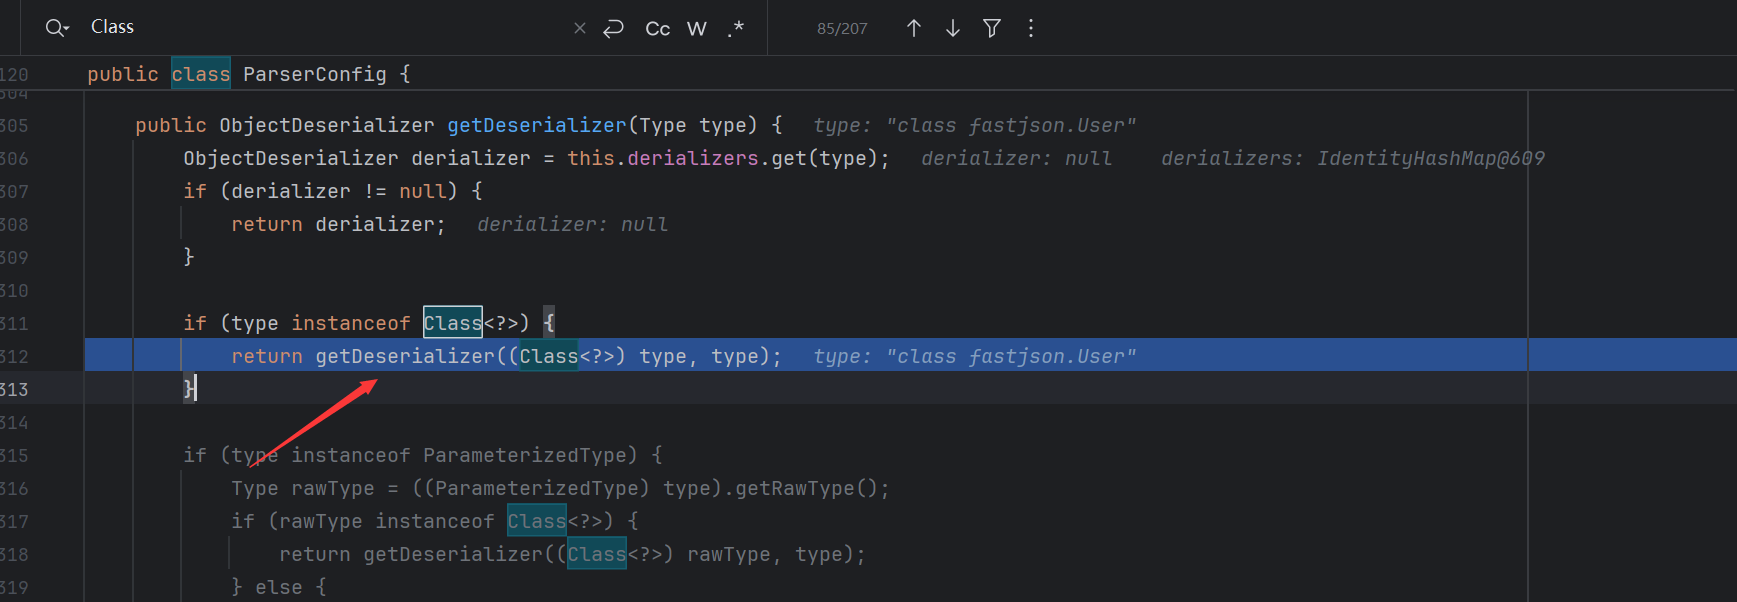 Class × Cc W .* 85/207
120 public class ParserConfig {
304
305 public ObjectDeserializer getDeserializer(Type type) { type: "class fastjson.User"
306 ObjectDeserializer derializer = this.derializers.get(type); derializer: null derializers: IdentityHashMap@609
307 if (derializer != null) {
308 return derializer; derializer: null
309 }
310
311 if (type instanceof Class<?>) {
312 return getDeserializer((Class<?>) type, type); type: "class fastjson.User"
313 }
314
315 if (type instanceof ParameterizedType) {
316 Type rawType = ((ParameterizedType) type).getRawType();
317 if (rawType instanceof Class<?>) {
318 return getDeserializer((Class<?>) rawType, type);
319 } else {